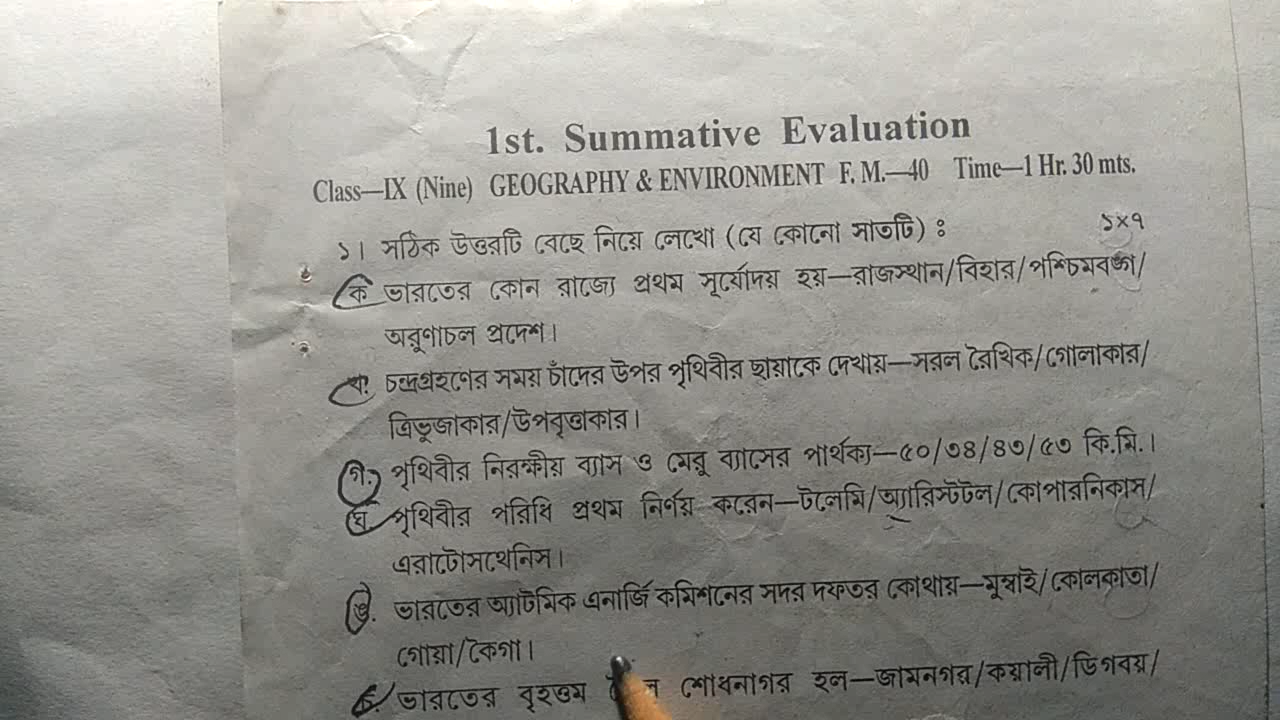 1st. Summative Evaluation
Class—IX (Nine) GEOGRAPHY & ENVIRONMENT F. M.—40 Time—1 Hr. 30 mts.
১। সঠিক উত্তরটি বেছে নিয়ে লেখো (যে কোনো সাতটি) : ১×৭
ক ভারতের কোন রাজ্যে প্রথম সূর্যোদয় হয়—রাজস্থান/বিহার/পশ্চিমবঙ্গ/
অরুণাচল প্রদেশ।
খ. চন্দ্রগ্রহণের সময় চাঁদের উপর পৃথিবীর ছায়াকে দেখায়—সরল রৈখিক/গোলাকার/
ত্রিভুজাকার/উপবৃত্তাকার।
গ. পৃথিবীর নিরক্ষীয় ব্যাস ও মেরু ব্যাসের পার্থক্য—৫০/৩৪/৪৩/৫৩ কি.মি.।
ঘ পৃথিবীর পরিধি প্রথম নির্ণয় করেন—টলেমি/অ্যারিস্টটল/কোপারনিকাস/
এরাটোসথেনিস।
ঙ. ভারতের অ্যাটমিক এনার্জি কমিশনের সদর দফতর কোথায়—মুম্বাই/কোলকাতা/
গোয়া/কৈগা।
চ. ভারতের বৃহত্তম শোধনাগর হল—জামনগর/কয়ালী/ডিগবয়/